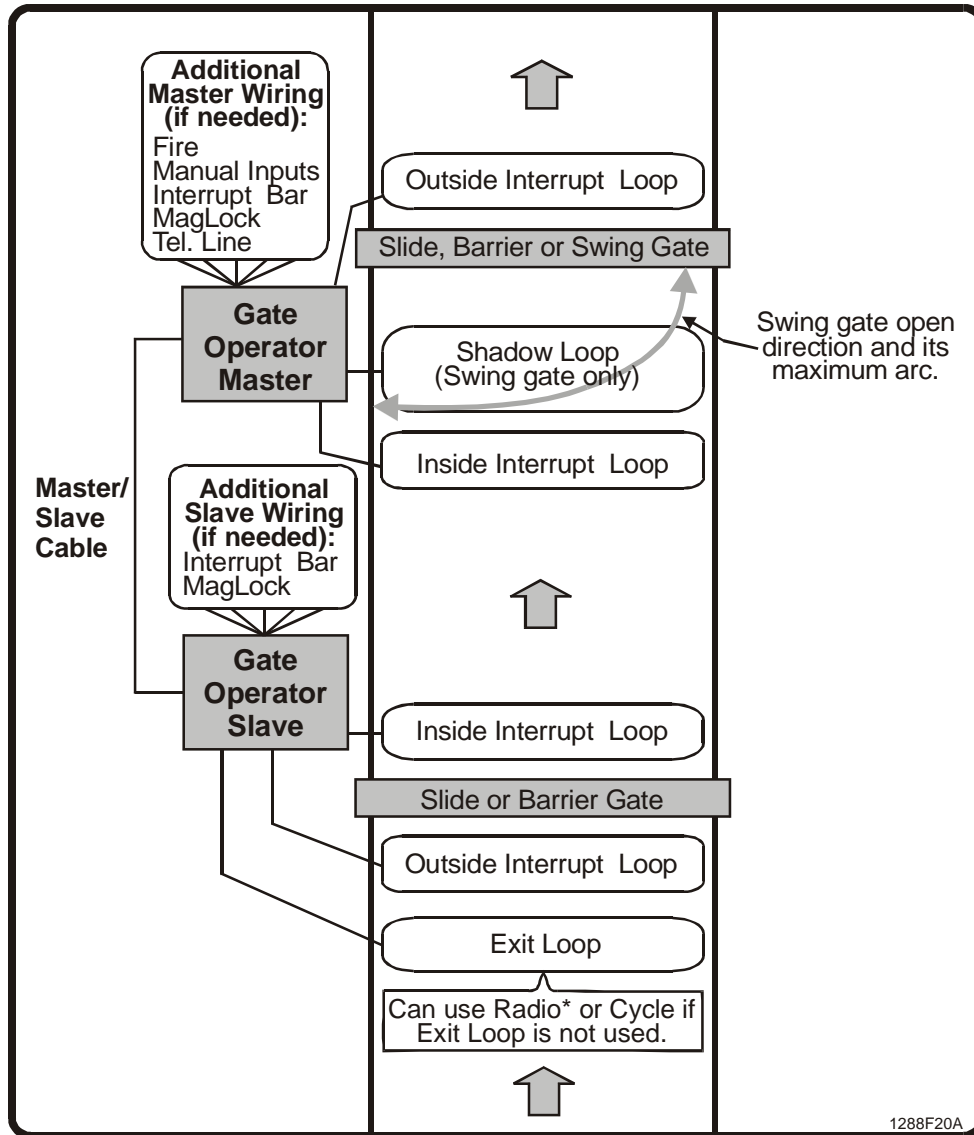 Additional
Master Wiring
(if needed):
Fire
Manual Inputs
Interrupt Bar
MagLock
Tel. Line
Outside Interrupt Loop
Slide, Barrier or Swing Gate
Gate
Operator
Master
Shadow Loop
(Swing gate only)
Swing gate open
direction and its
maximum arc.
Inside Interrupt Loop
Master/
Slave
Cable
Additional
Slave Wiring
(if needed):
Interrupt Bar
MagLock
Gate
Operator
Slave
Inside Interrupt Loop
Slide or Barrier Gate
Outside Interrupt Loop
Exit Loop
Can use Radio* or Cycle if
Exit Loop is not used.
1288F20A